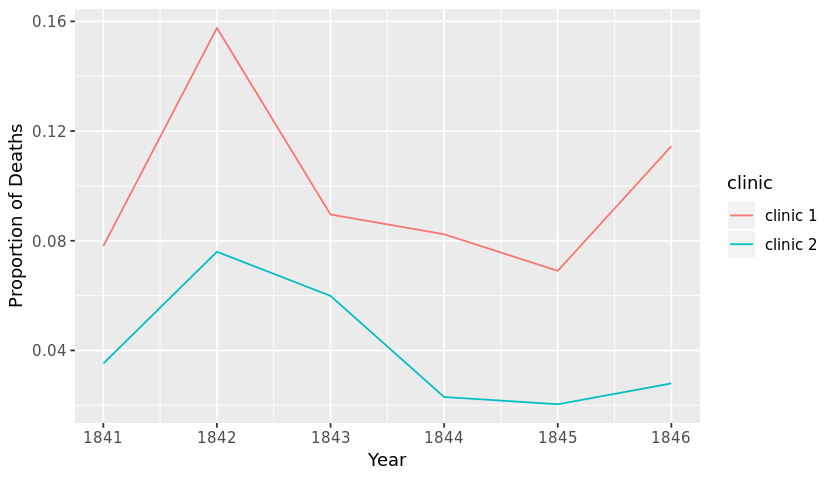 0.16
0.12
0.08
0.04
Proportion of Deaths
1841 1842 1843 1844 1845 1846
Year
clinic
clinic 1
clinic 2